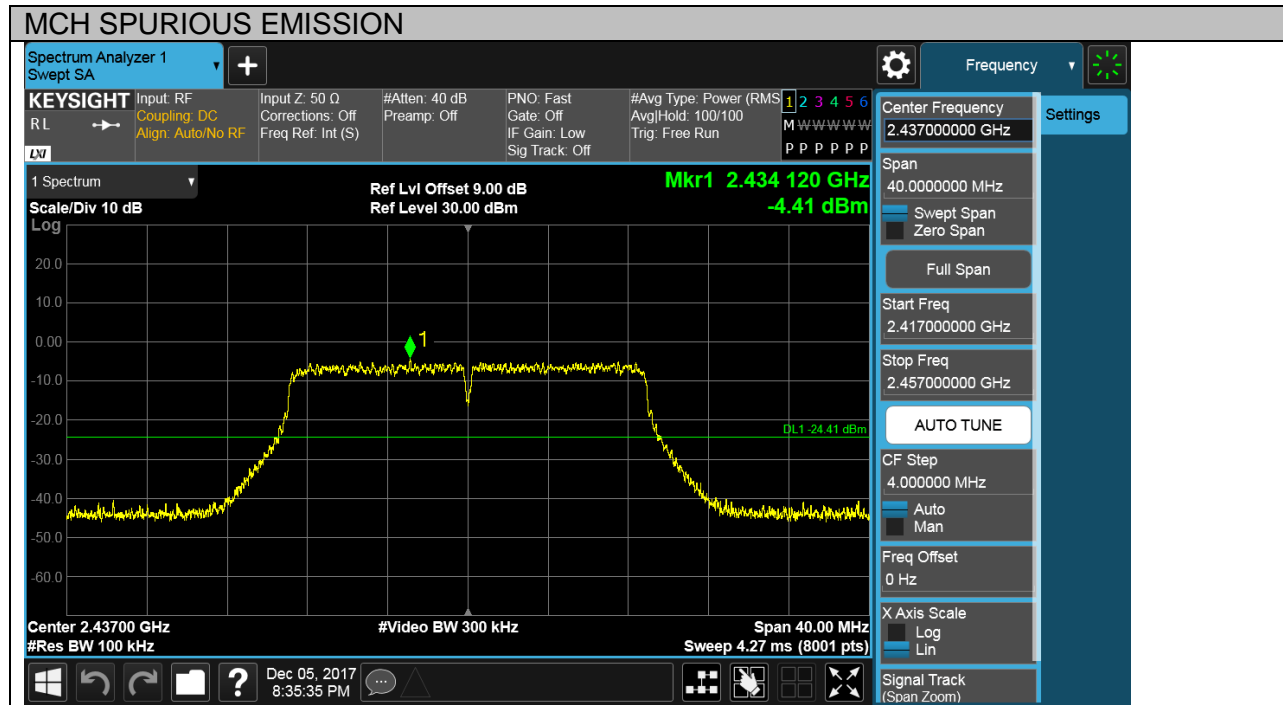 MCH SPURIOUS EMISSION
Spectrum Analyzer 1
Swept SA
Frequency
KEYSIGHT
R L
LXI
Input: RF
Coupling: DC
Align: Auto/No RF
Input Z: 50 Ω
Corrections: Off
Freq Ref: Int (S)
#Atten: 40 dB
Preamp: Off
PNO: Fast
Gate: Off
IF Gain: Low
Sig Track: Off
#Avg Type: Power (RMS
Avg|Hold: 100/100
Trig: Free Run
1 2 3 4 5 6
M W W W W W
P P P P P P
1 Spectrum
Scale/Div 10 dB
Ref Lvl Offset 9.00 dB
Ref Level 30.00 dBm
Mkr1 2.434 120 GHz
-4.41 dBm
Log
20.0
10.0
0.00
-10.0
-20.0
-30.0
-40.0
-50.0
-60.0
1
DL1 -24.41 dBm
Center 2.43700 GHz
#Res BW 100 kHz
#Video BW 300 kHz
Span 40.00 MHz
Sweep 4.27 ms (8001 pts)
Center Frequency
2.437000000 GHz
Settings
Span
40.0000000 MHz
Swept Span
Zero Span
Full Span
Start Freq
2.417000000 GHz
Stop Freq
2.457000000 GHz
AUTO TUNE
CF Step
4.000000 MHz
Auto
Man
Freq Offset
0 Hz
X Axis Scale
Log
Lin
Signal Track
(Span Zoom)
?
Dec 05, 2017
8:35:35 PM